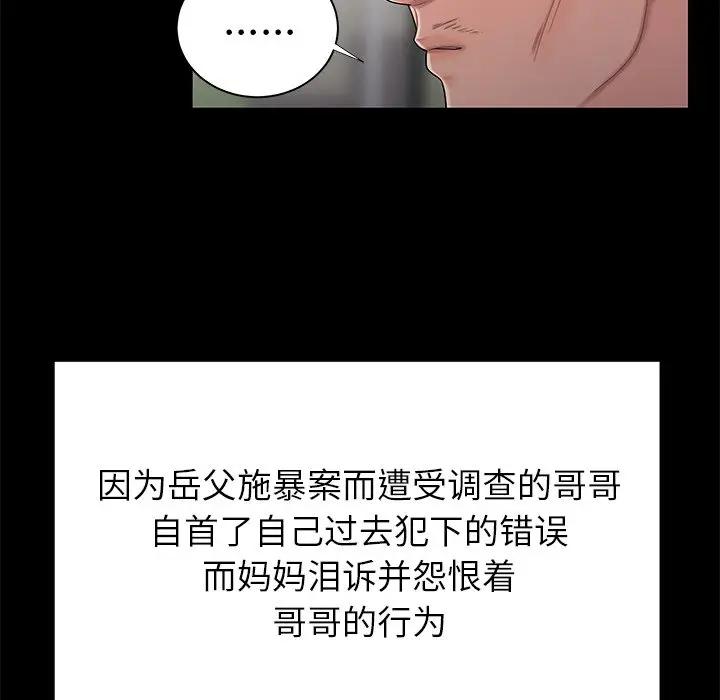 ……
因为岳父施暴案而遭受调查的哥哥
自首了自己过去犯下的错误
而妈妈泪诉并怨恨着
哥哥的行为